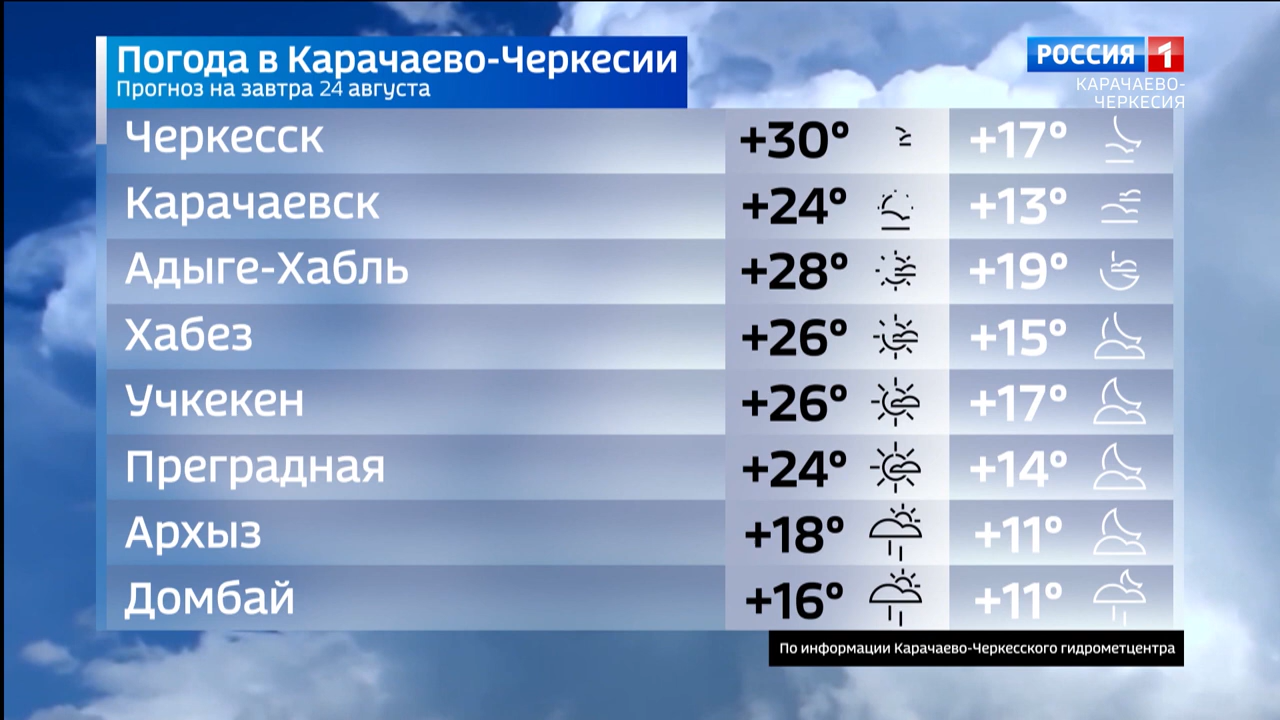 Погода в Карачаево-Черкесии
Прогноз на завтра 24 августа
РОССИЯ 1
КАРАЧАЕВО-
ЧЕРКЕСИЯ
Черкесск +30° +17°
Карачаевск +24° +13°
Адыге-Хабль +28° +19°
Хабез +26° +15°
Учкекен +26° +17°
Преградная +24° +14°
Архыз +18° +11°
Домбай +16° +11°
По информации Карачаево-Черкесского гидрометцентра